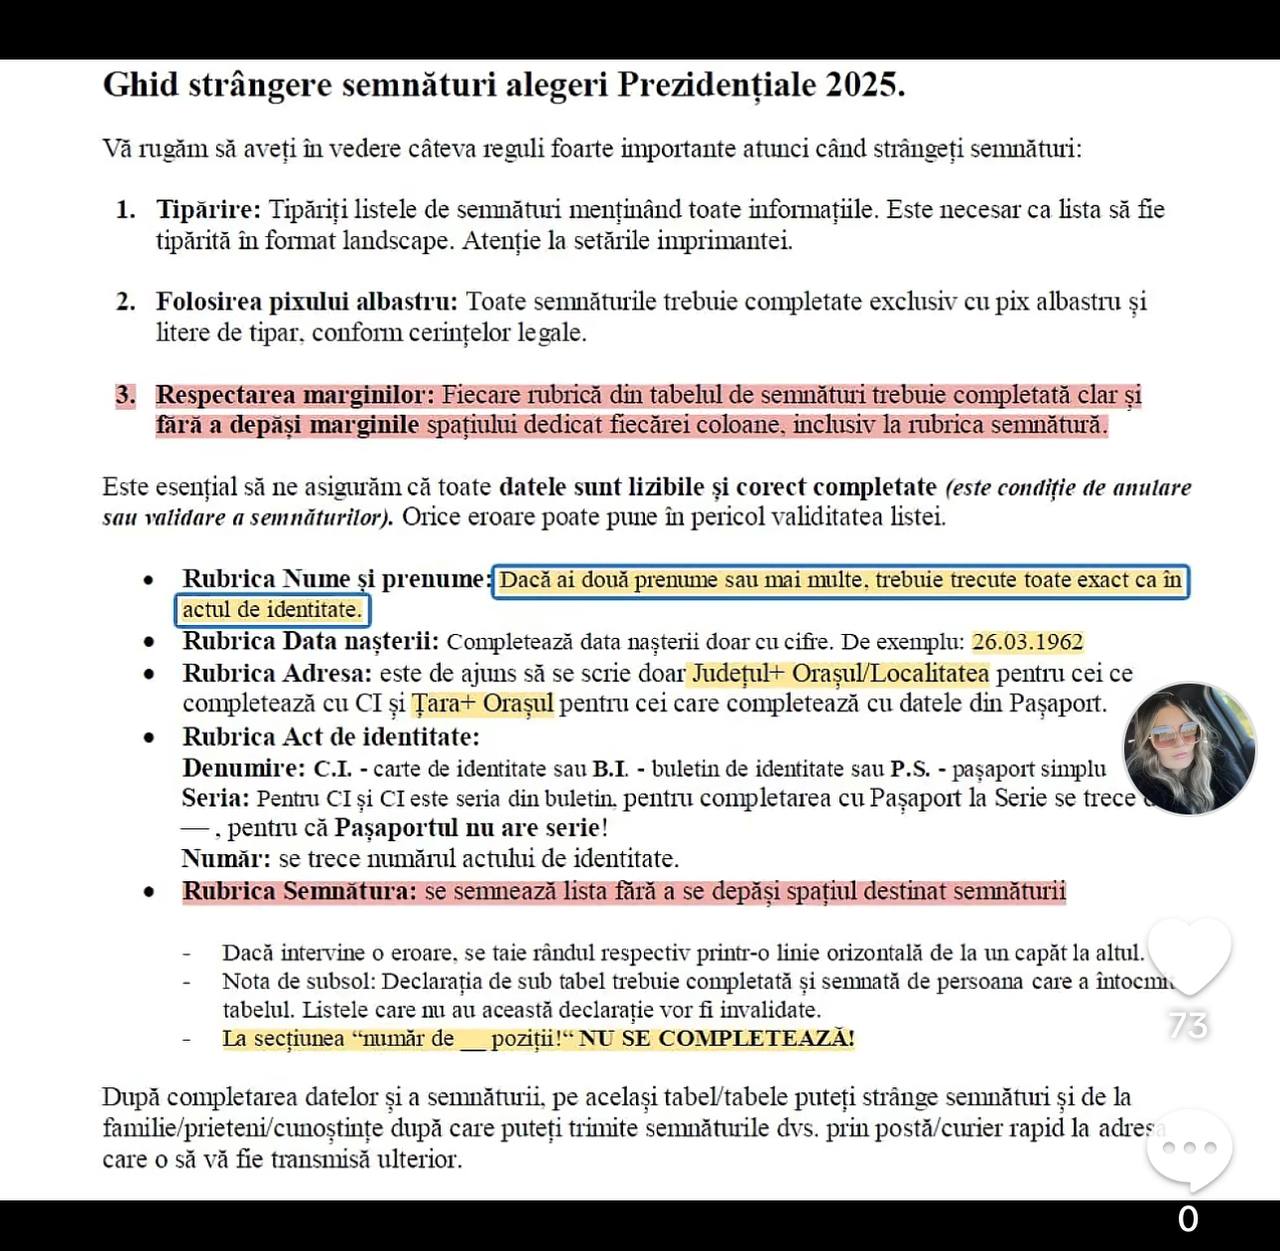 Ghid strângere semnături alegeri Prezidențiale 2025.
Vă rugăm să aveți în vedere câteva reguli foarte importante atunci când strângeți semnături:
1. Tipărire: Tipăriți listele de semnături menținând toate informațiile. Este necesar ca lista să fie
tipărită în format landscape. Atenție la setările imprimantei.
2. Folosirea pixului albastru: Toate semnăturile trebuie completate exclusiv cu pix albastru și
litere de tipar, conform cerințelor legale.
3. Respectarea marginilor: Fiecare rubrică din tabelul de semnături trebuie completată clar și
fără a depăși marginile spațiului dedicat fiecărei coloane, inclusiv la rubrica semnătură.
Este esențial să ne asigurăm că toate datele sunt lizibile și corect completate (este condiție de anulare
sau validare a semnăturilor). Orice eroare poate pune în pericol validitatea listei.
• Rubrica Nume și prenume: Dacă ai două prenume sau mai multe, trebuie trecute toate exact ca în
actul de identitate.
• Rubrica Data nașterii: Completează data nașterii doar cu cifre. De exemplu: 26.03.1962
• Rubrica Adresa: este de ajuns să se scrie doar Județul+ Orașul/Localitatea pentru cei ce
completează cu CI și Țara+ Orașul pentru cei care completează cu datele din Pașaport.
• Rubrica Act de identitate:
Denumire: C.I. - carte de identitate sau B.I. - buletin de identitate sau P.S. - pașaport simplu
Seria: Pentru CI și CI este seria din buletin, pentru completarea cu Pașaport la Serie se trece
— , pentru că Pașaportul nu are serie!
Număr: se trece numărul actului de identitate.
• Rubrica Semnătura: se semnează lista fără a se depăși spațiul destinat semnăturii
- Dacă intervine o eroare, se taie rândul respectiv printr-o linie orizontală de la un capăt la altul.
- Nota de subsol: Declarația de sub tabel trebuie completată și semnată de persoana care a întocmit
tabelul. Listele care nu au această declarație vor fi invalidate.
- La secțiunea “număr de __ poziții!“ NU SE COMPLETEAZĂ!
După completarea datelor și a semnăturii, pe același tabel/tabele puteți strânge semnături și de la
familie/prieteni/cunoștințe după care puteți trimite semnăturile dvs. prin poștă/curier rapid la adresa
care o să vă fie transmisă ulterior.
73
0